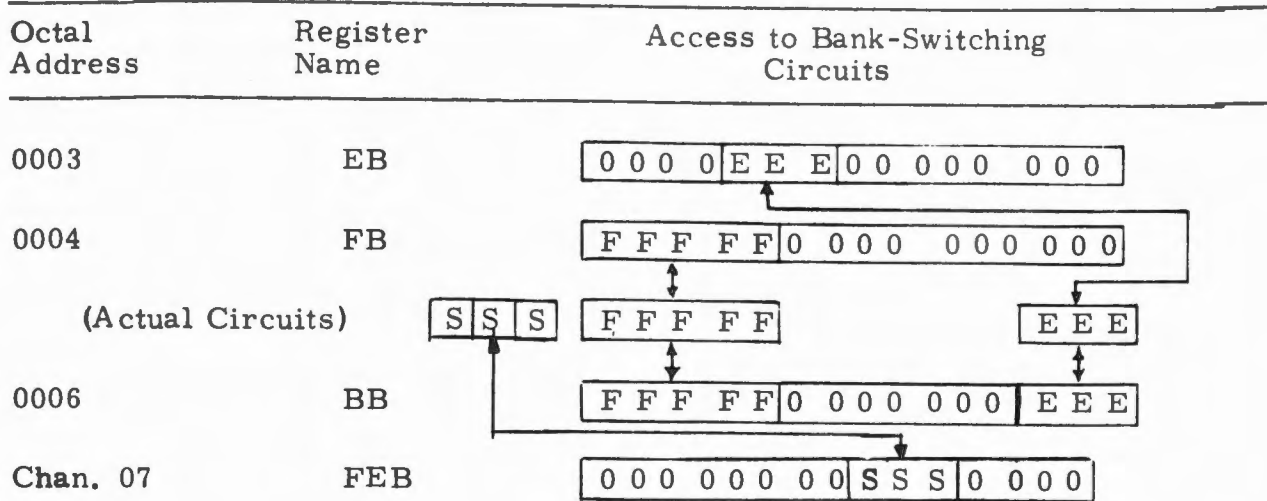 Octal Address Register Name Access to Bank-Switching Circuits
0003 EB 0 0 0 0 E E E 0 0 0 0 0 0 0 0
0004 FB F F F F F 0 0 0 0 0 0 0 0 0 0
(Actual Circuits) S S S F F F F F E E E
0006 BB F F F F F 0 0 0 0 0 0 0 0 E E E
Chan. 07 FEB 0 0 0 0 0 0 0 0 S S S 0 0 0 0